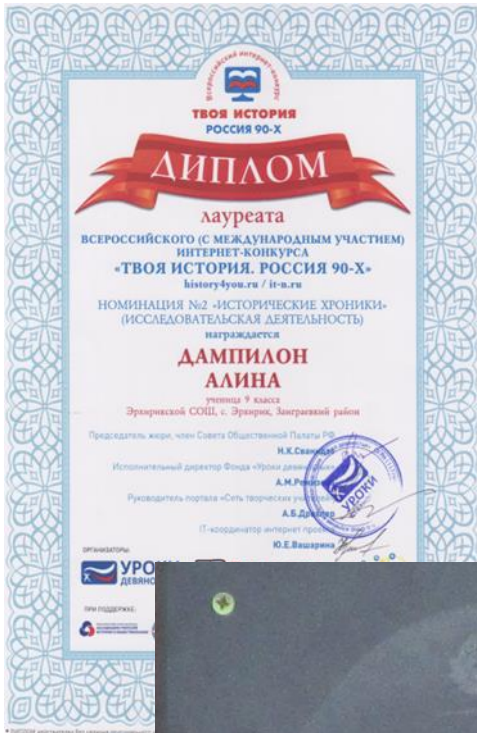 Всероссийский интернет-конкурс
ТВОЯ ИСТОРИЯ
РОССИЯ 90-Х
ДИПЛОМ
лауреата
ВСЕРОССИЙСКОГО (С МЕЖДУНАРОДНЫМ УЧАСТИЕМ)
ИНТЕРНЕТ-КОНКУРСА
«ТВОЯ ИСТОРИЯ. РОССИЯ 90-Х»
history4you.ru / it-n.ru
НОМИНАЦИЯ №2 «ИСТОРИЧЕСКИЕ ХРОНИКИ»
(ИССЛЕДОВАТЕЛЬСКАЯ ДЕЯТЕЛЬНОСТЬ)
награждается
ДАМПИЛОН
АЛИНА
ученица 9 класса
Эрхирикской СОШ, с. Эрхирик, Заиграевский район
Председатель жюри, член Совета Общественной Палаты РФ
Н.К.Сванидзе
Исполнительный директор Фонда «Уроки
А.М.
Руководитель портала «Сеть творческих
А.Б.
IT-координатор интернет
Ю.Е.Вашарина
УРОКИ
ОРГАНИЗАТОРЫ:
УРОКИ
ПРИ ПОДДЕРЖКЕ: